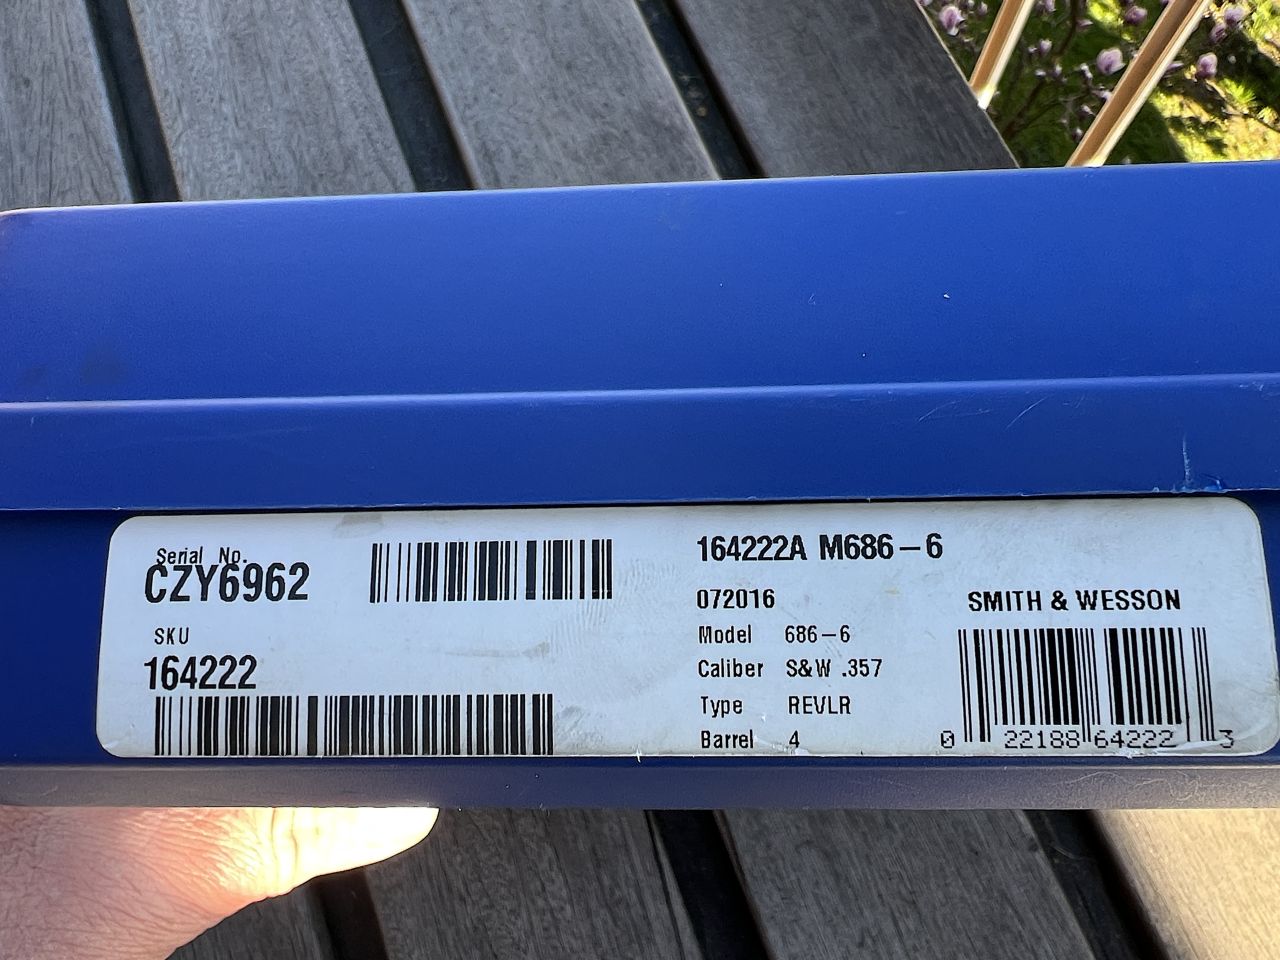 Serial No.
CZY6962
SKU
164222
164222A M686-6
072016
Model 686-6
Caliber S&W .357
Type REVLR
Barrel 4
SMITH & WESSON
0 22188 64222 3